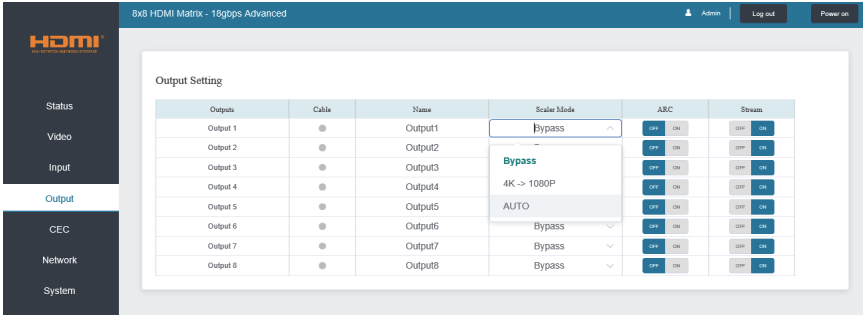 8x8 HDMI Matrix - 18gbps Advanced
Admin
Log out
Power on
HDMI
Status
Video
Input
Output
CEC
Network
System
Output Setting
Outputs Cable Name Scaler Mode ARC Stream
Output 1 Output1 Bypass OFF ON OFF ON
Output 2 Output2 OFF ON OFF ON
Output 3 Output3 OFF ON OFF ON
Output 4 Output4 OFF ON OFF ON
Output 5 Output5 OFF ON OFF ON
Output 6 Output6 Bypass OFF ON OFF ON
Output 7 Output7 Bypass OFF ON OFF ON
Output 8 Output8 Bypass OFF ON OFF ON
Bypass
4K -> 1080P
AUTO